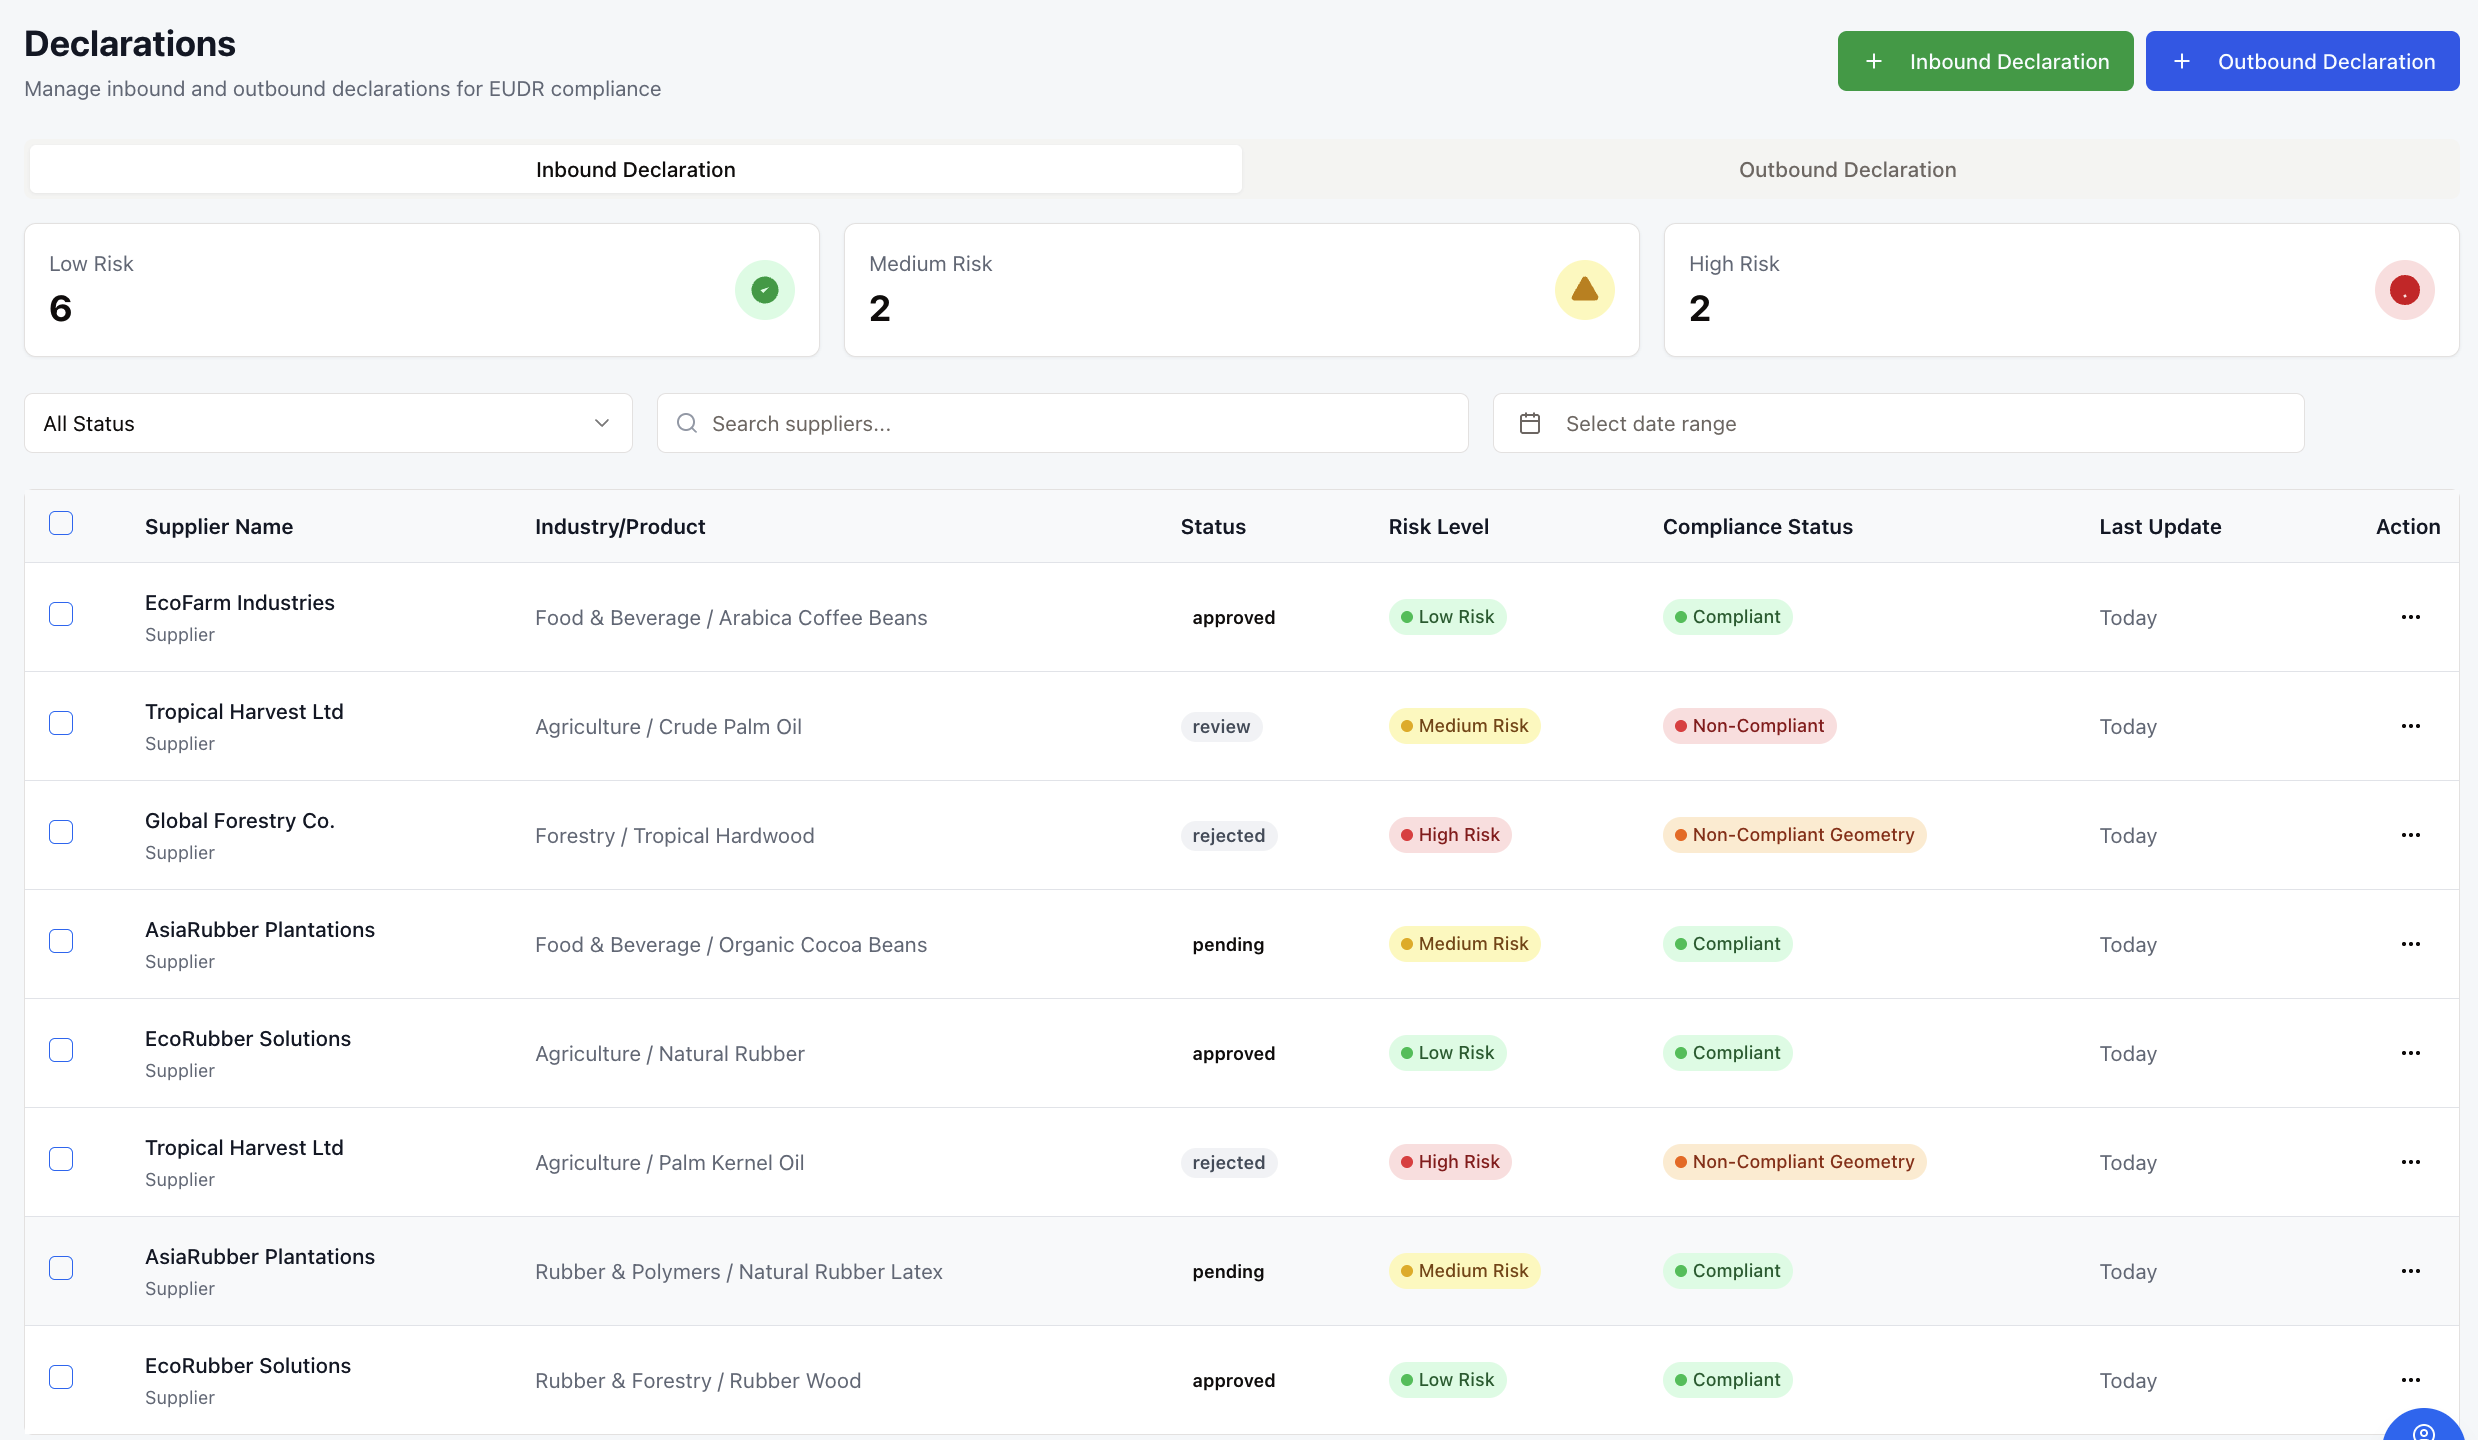 Declarations
Manage inbound and outbound declarations for EUDR compliance
Inbound Declaration
Outbound Declaration
Inbound Declaration
Outbound Declaration
Low Risk
6
Medium Risk
2
High Risk
2
All Status
Search suppliers...
Select date range
Supplier Name Industry/Product Status Risk Level Compliance Status Last Update Action
EcoFarm Industries
Supplier
Food & Beverage / Arabica Coffee Beans approved Low Risk Compliant Today
Tropical Harvest Ltd
Supplier
Agriculture / Crude Palm Oil review Medium Risk Non-Compliant Today
Global Forestry Co.
Supplier
Forestry / Tropical Hardwood rejected High Risk Non-Compliant Geometry Today
AsiaRubber Plantations
Supplier
Food & Beverage / Organic Cocoa Beans pending Medium Risk Compliant Today
EcoRubber Solutions
Supplier
Agriculture / Natural Rubber approved Low Risk Compliant Today
Tropical Harvest Ltd
Supplier
Agriculture / Palm Kernel Oil rejected High Risk Non-Compliant Geometry Today
AsiaRubber Plantations
Supplier
Rubber & Polymers / Natural Rubber Latex pending Medium Risk Compliant Today
EcoRubber Solutions
Supplier
Rubber & Forestry / Rubber Wood approved Low Risk Compliant Today